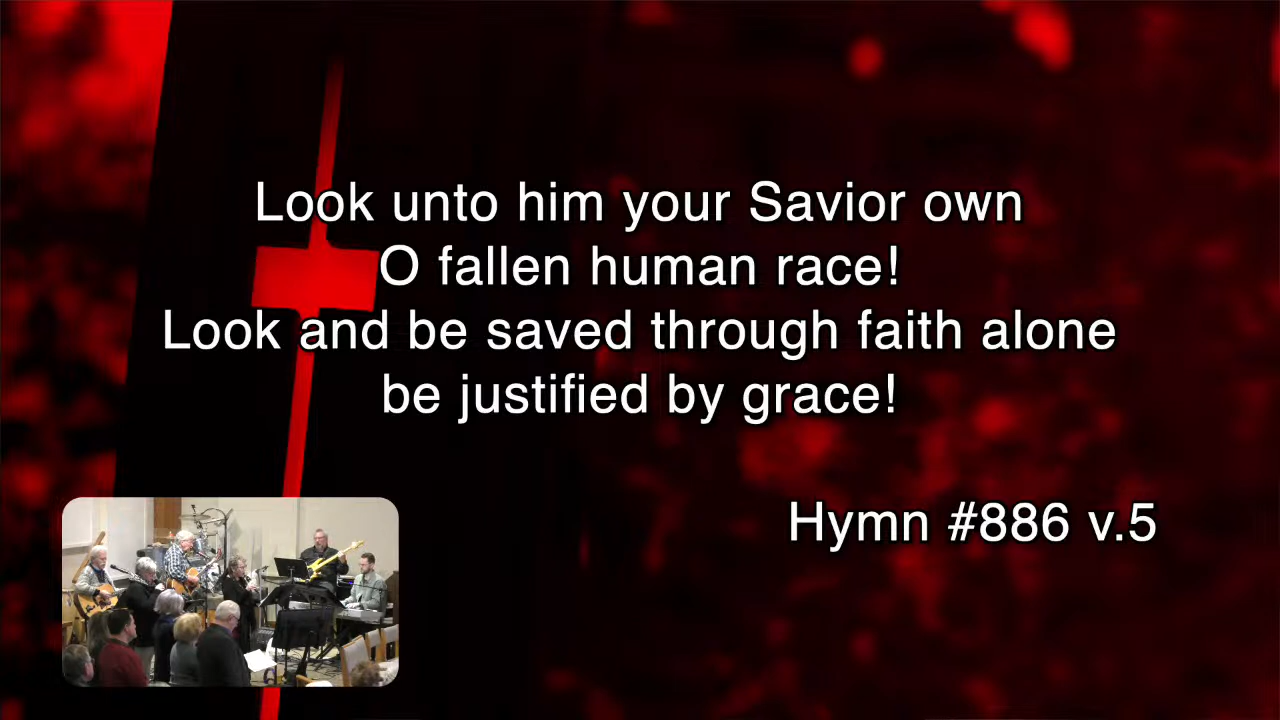 Look unto him your Savior own
O fallen human race!
Look and be saved through faith alone
be justified by grace!
Hymn #886 v.5